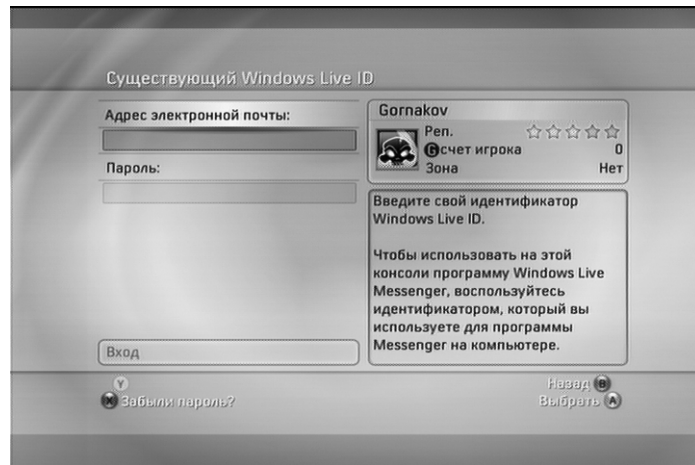 Существующий Windows Live ID
Адрес электронной почты:
Пароль:
Вход
Gornakov
Реп.
G счет игрока 0
Зона Нет
Введите свой идентификатор
Windows Live ID.
Чтобы использовать на этой
консоли программу Windows Live
Messenger, воспользуйтесь
идентификатором, который вы
используете для программы
Messenger на компьютере.
Y
X Забыли пароль?
Назад B
Выбрать A